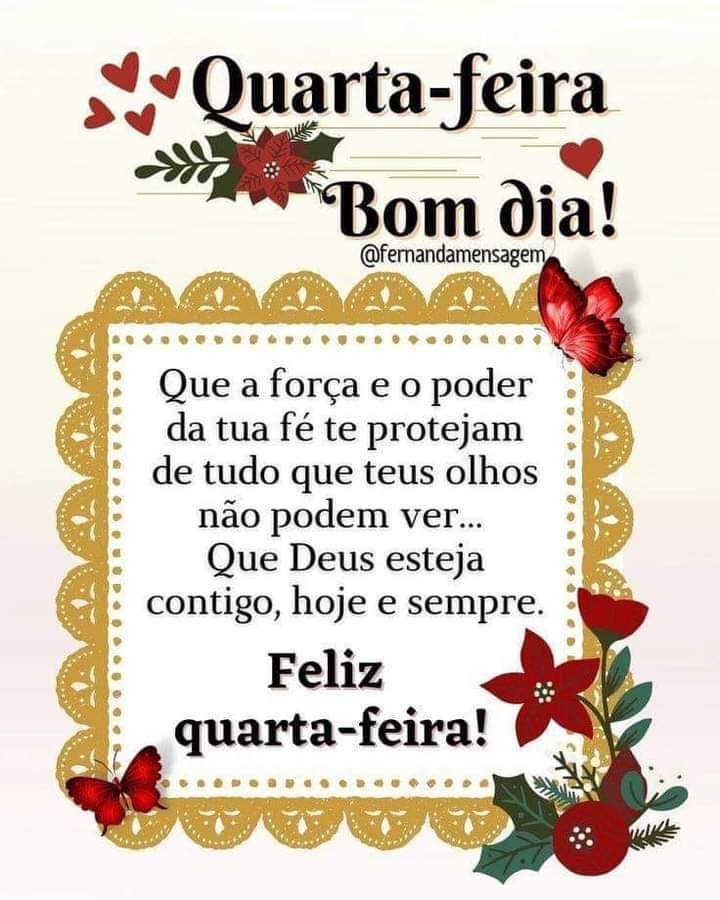 Quarta-feira
Bom dia!
@fernandamensagem
Que a força e o poder
da tua fé te protejam
de tudo que teus olhos
não podem ver...
Que Deus esteja
contigo, hoje e sempre.
Feliz
quarta-feira!